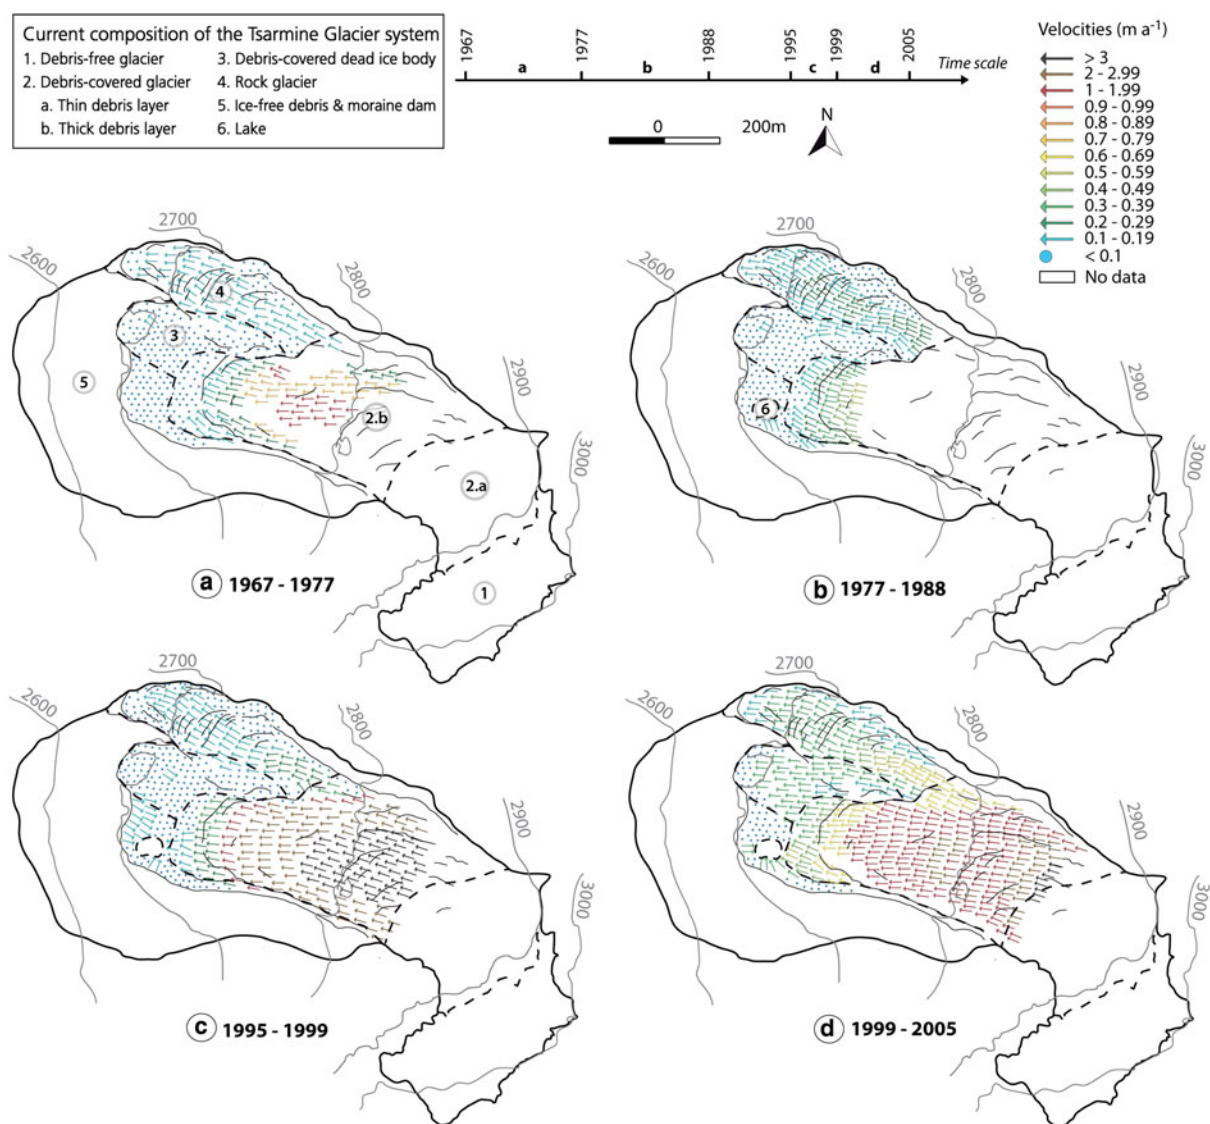 Current composition of the Tsarmine Glacier system
1. Debris-free glacier
2. Debris-covered glacier
a. Thin debris layer
b. Thick debris layer
3. Debris-covered dead ice body
4. Rock glacier
5. Ice-free debris & moraine dam
6. Lake
1967 1977 1988 1995 1999 2005
a b c d Time scale
0 200m
N
Velocities (m a⁻¹)
> 3
2 - 2.99
1 - 1.99
0.9 - 0.99
0.8 - 0.89
0.7 - 0.79
0.6 - 0.69
0.5 - 0.59
0.4 - 0.49
0.3 - 0.39
0.2 - 0.29
0.1 - 0.19
< 0.1
No data
2600
2700
2800
2900
3000
4
3
5
2.b
2.a
1
a 1967 - 1977
2600
2700
2800
2900
3000
6
b 1977 - 1988
2600
2700
2800
2900
3000
c 1995 - 1999
2600
2700
2800
2900
3000
d 1999 - 2005